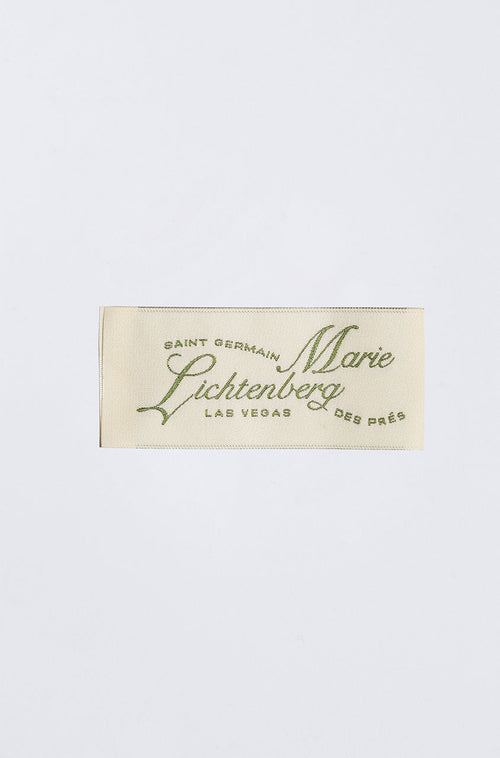 SAINT GERMAIN Marie
Lichtenberg
LAS VEGAS DES PRÉS